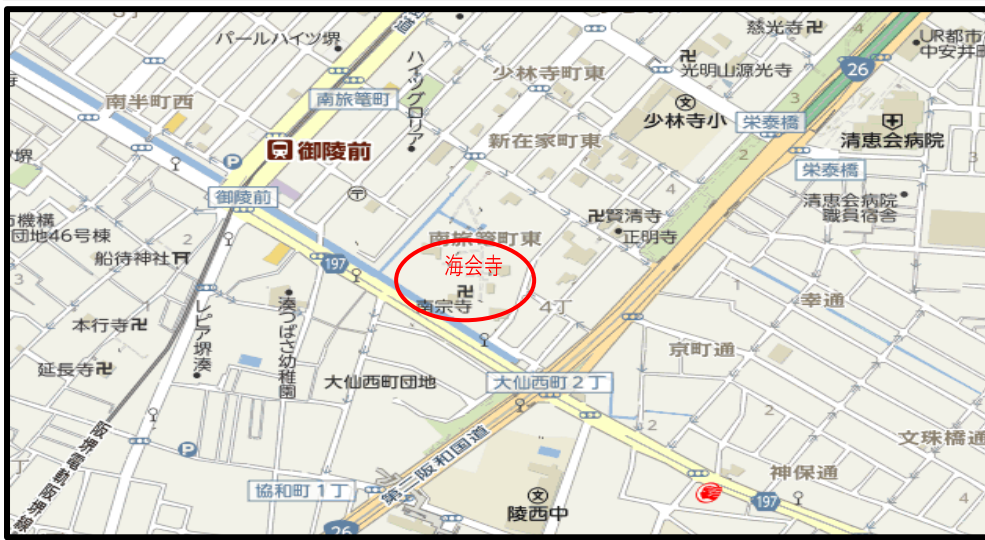 慈光寺
4
UR都市
中安井町
パールハイツ堺
道
光明山源光寺
26
ハイツグロリア
少林寺町東
3
南旅篭町
南半町西
少林寺小
栄泰橋
清恵会病院
新在家町東
2
御陵前
栄泰橋
4
P
御陵前
清恵会病院
職員宿舎
賢清寺
機構
団地46号棟
2
南旅篭町東
正明寺
船待神社
197
海会寺
1
3
南宗寺
幸通
湊つばさ幼稚園
4丁
本行寺
レピア堺湊
京町通
延長寺
大仙西町団地
大仙西町2丁
2
2
阪堺電軌阪堺線
第二阪和国道
文珠橋通
P
神保通
協和町1丁
197
4
陵西中
26
1